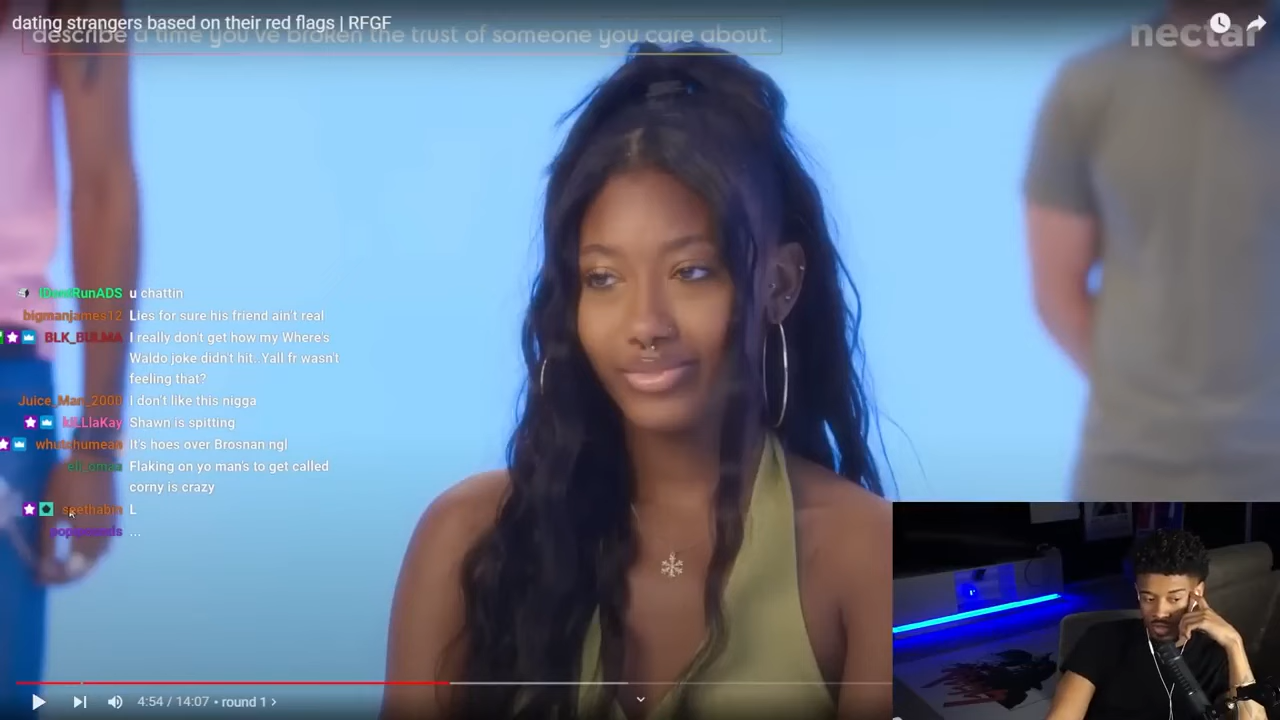 dating strangers based on their red flags | RFGF
describe a time you've broken the trust of someone you care about.
nectar
u chattin
bigmanjames12 Lies for sure his friend ain't real
BLK_BULMA I really don't get how my Where's
Waldo joke didn't hit..Yall fr wasn't
feeling that?
Juice_Man_2000 I don't like this nigga
kiLLlaKay Shawn is spitting
whutchumean It's hoes over Brosnan ngl
Flaking on yo man's to get called
corny is crazy
L
...
4:54 / 14:07 • round 1 >